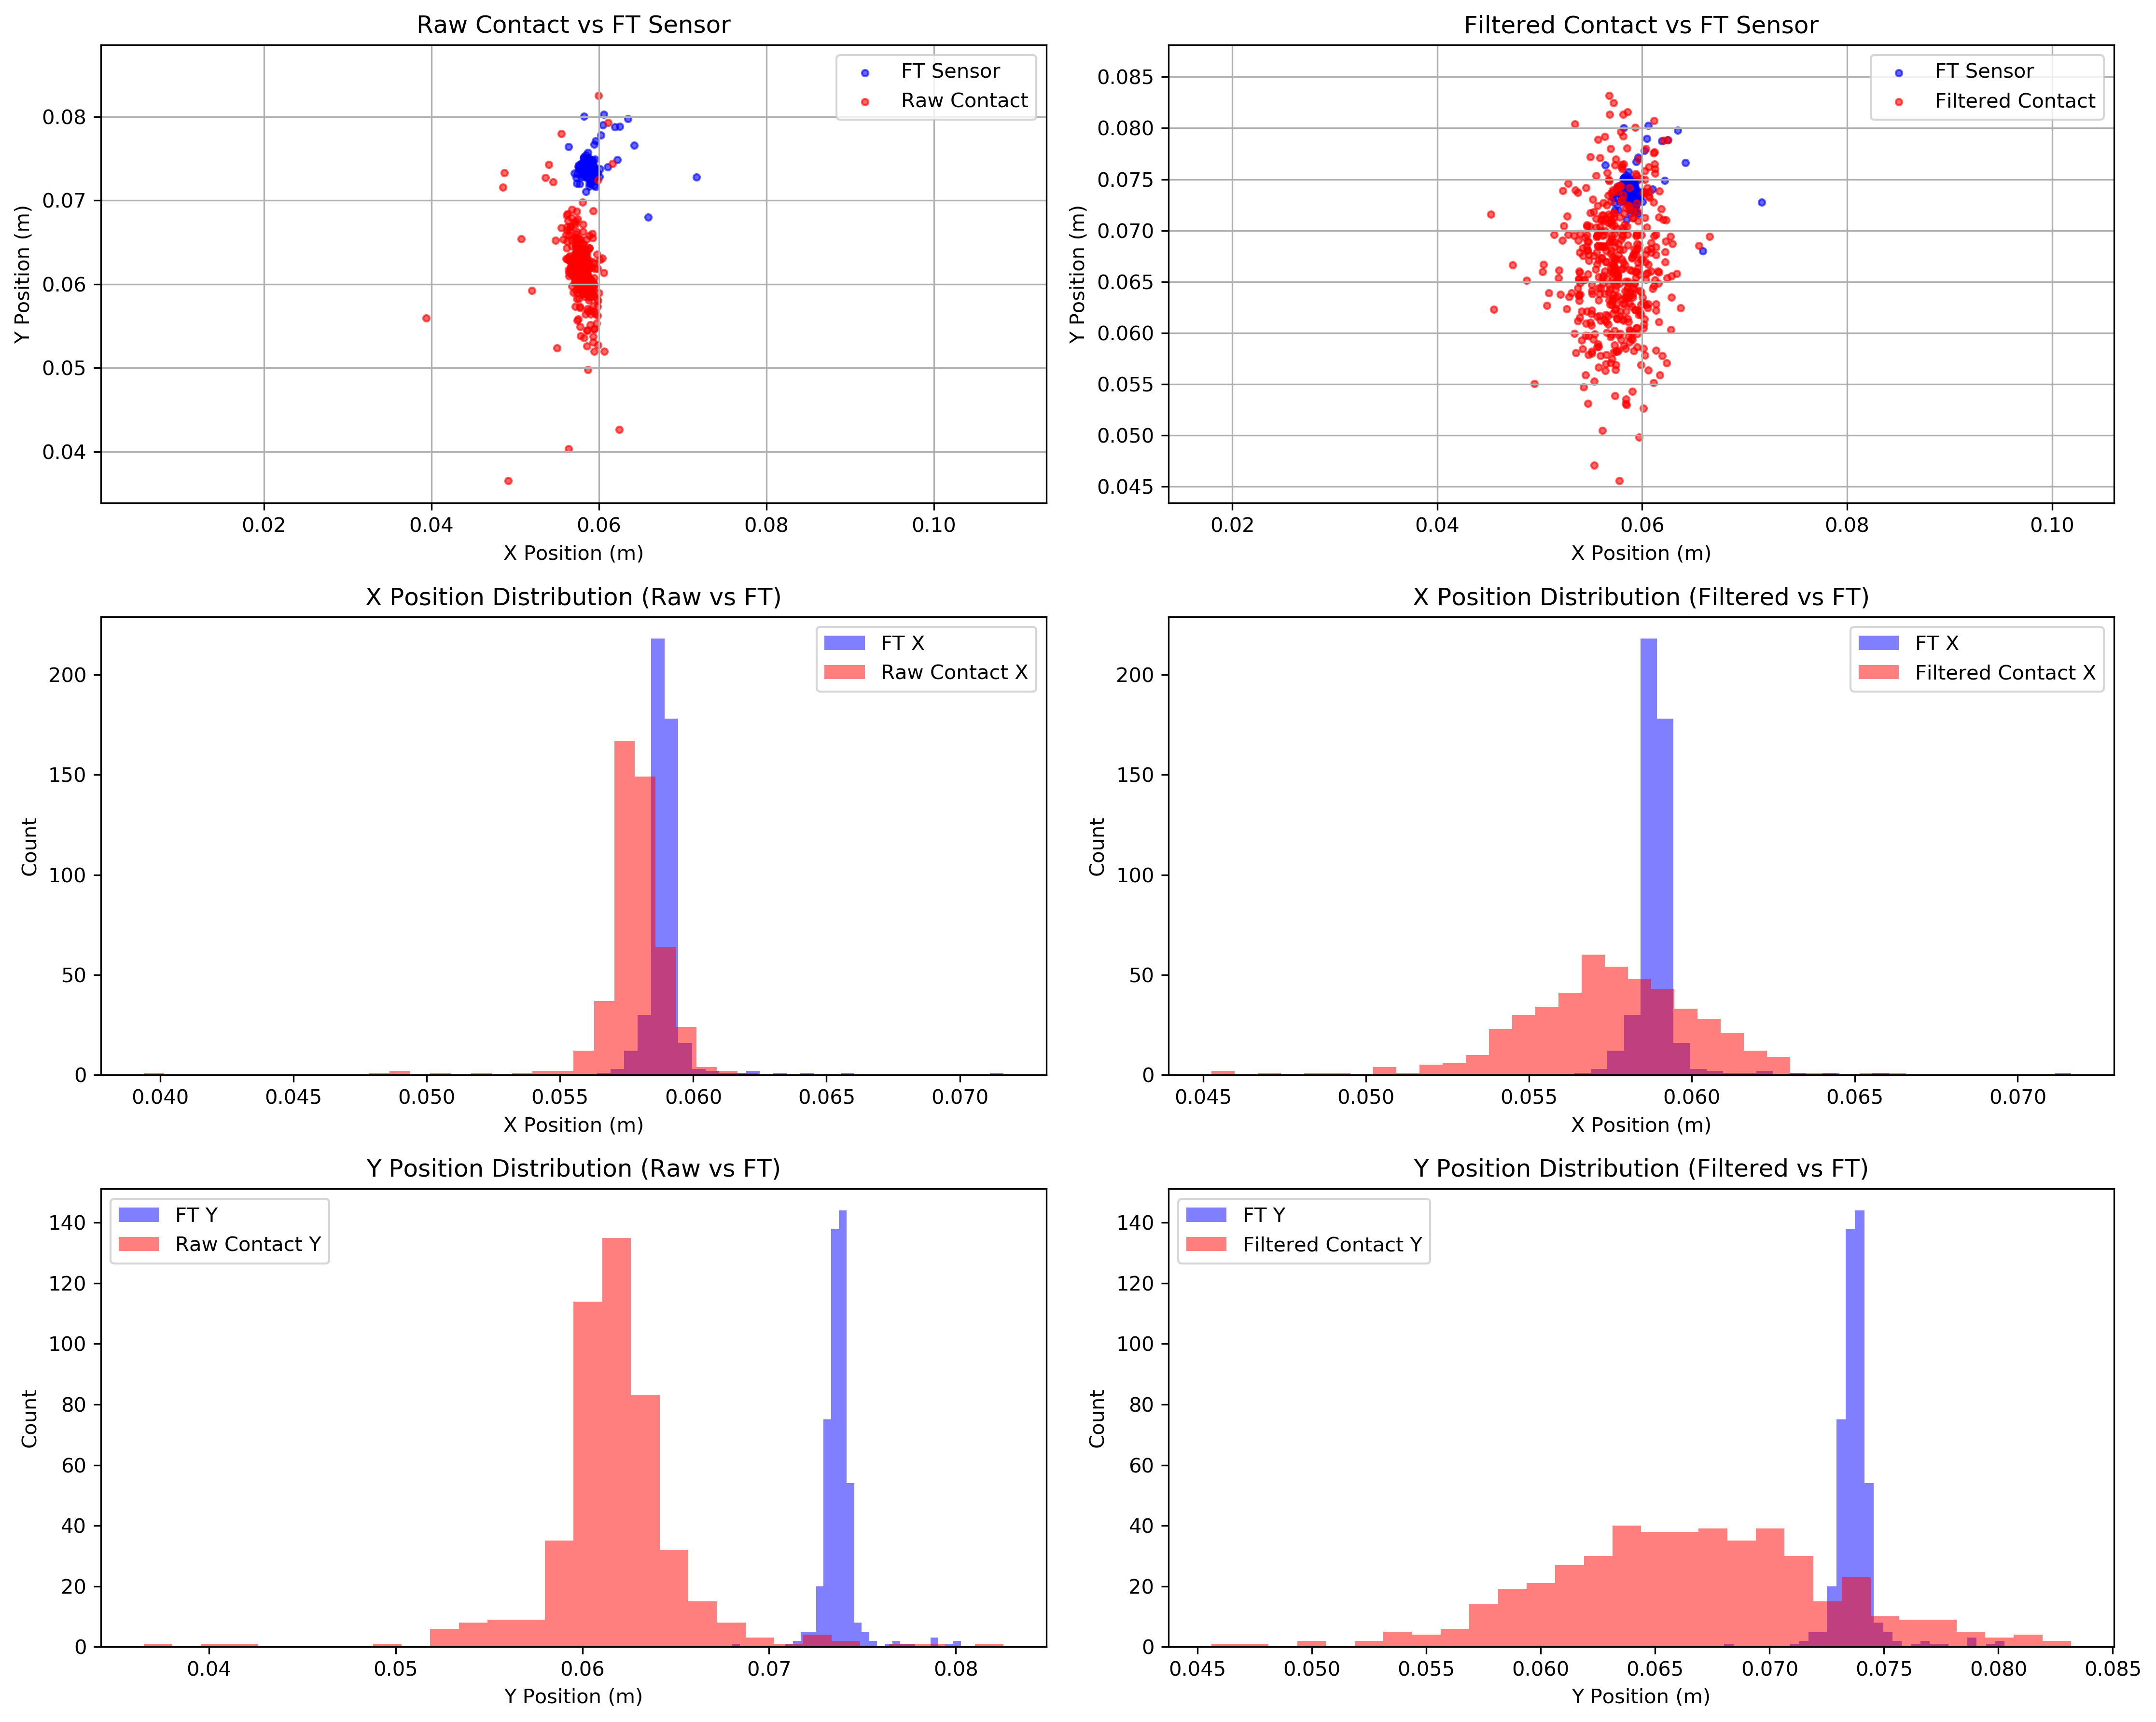 Raw Contact vs FT Sensor
FT Sensor
Raw Contact
0.08
0.07
0.06
0.05
0.04
Y Position (m)
0.02 0.04 0.06 0.08 0.10
X Position (m)
Filtered Contact vs FT Sensor
FT Sensor
Filtered Contact
0.085
0.080
0.075
0.070
0.065
0.060
0.055
0.050
0.045
Y Position (m)
0.02 0.04 0.06 0.08 0.10
X Position (m)
X Position Distribution (Raw vs FT)
FT X
Raw Contact X
200
150
100
50
0
Count
0.040 0.045 0.050 0.055 0.060 0.065 0.070
X Position (m)
X Position Distribution (Filtered vs FT)
FT X
Filtered Contact X
200
150
100
50
0
Count
0.045 0.050 0.055 0.060 0.065 0.070
X Position (m)
Y Position Distribution (Raw vs FT)
FT Y
Raw Contact Y
140
120
100
80
60
40
20
0
Count
0.04 0.05 0.06 0.07 0.08
Y Position (m)
Y Position Distribution (Filtered vs FT)
FT Y
Filtered Contact Y
140
120
100
80
60
40
20
0
Count
0.045 0.050 0.055 0.060 0.065 0.070 0.075 0.080 0.085
Y Position (m)